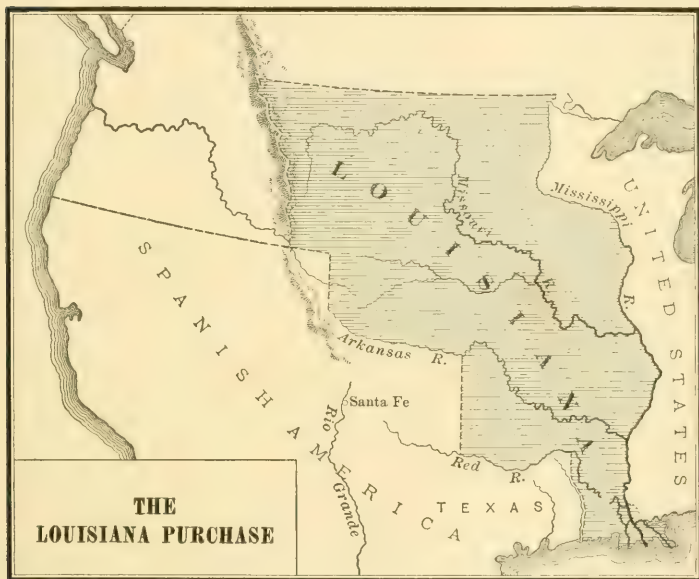 LOUISIANA
Missouri
R.
Mississippi
R.
UNITED STATES
SPANISH AMERICA
Arkansas R.
Santa Fe
Rio Grande
Red R.
TEXAS
THE
LOUISIANA PURCHASE